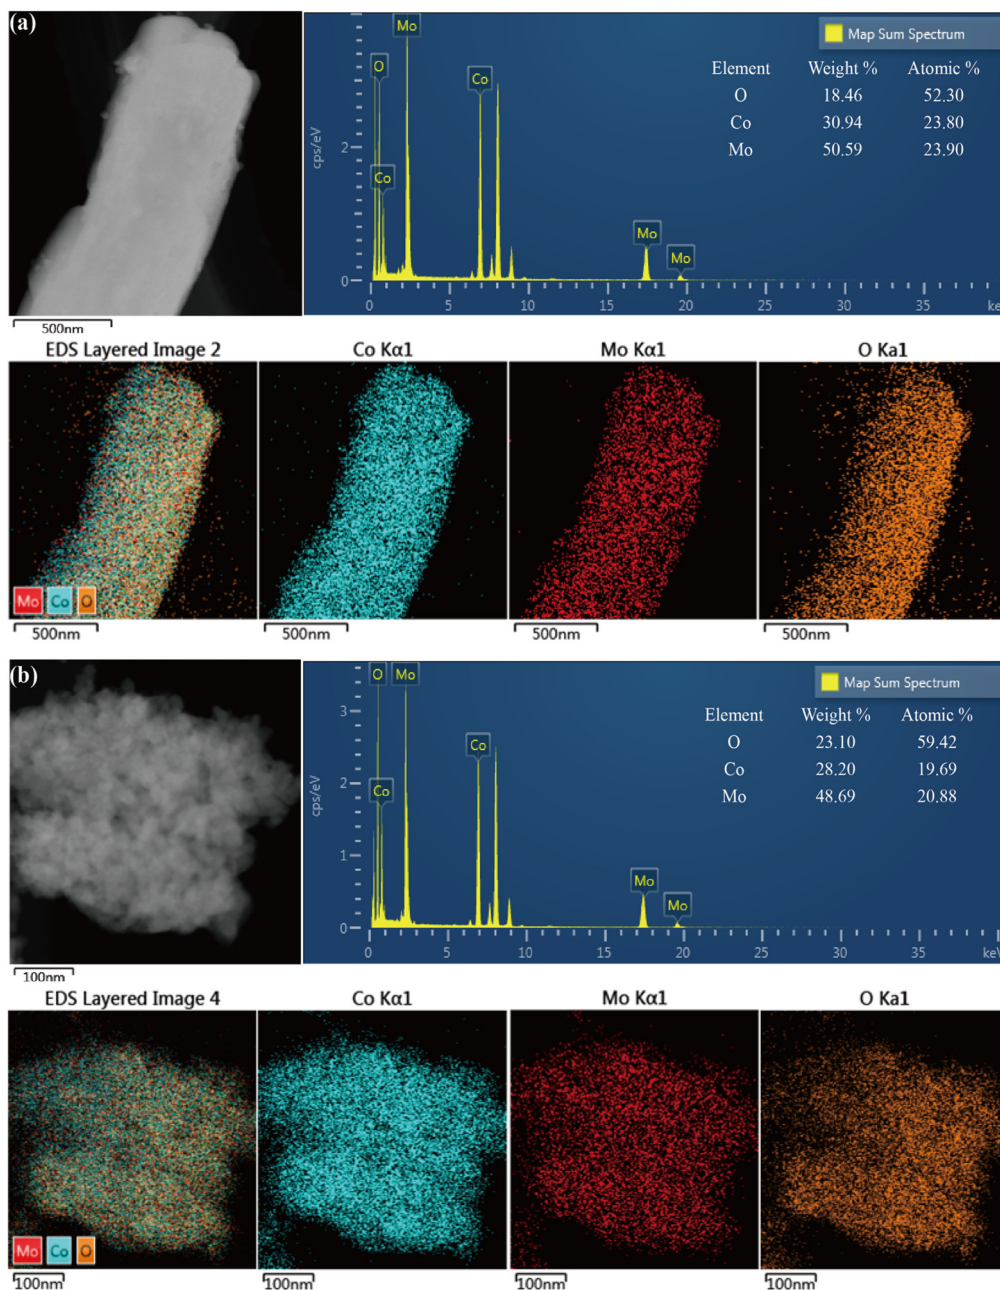 (a)
Map Sum Spectrum
Element Weight % Atomic %
O 18.46 52.30
Co 30.94 23.80
Mo 50.59 23.90
Mo
O
Co
Co
Mo
Mo
cps/eV
2
0
0 5 10 15 20 25 30 35 ke
500nm
EDS Layered Image 2
Co Kα1
Mo Kα1
O Ka1
Mo Co O
500nm
500nm
500nm
500nm
(b)
Map Sum Spectrum
Element Weight % Atomic %
O 23.10 59.42
Co 28.20 19.69
Mo 48.69 20.88
O
Mo
Co
Co
Mo
Mo
cps/eV
3
2
1
0
0 5 10 15 20 25 30 35 keV
100nm
EDS Layered Image 4
Co Kα1
Mo Kα1
O Ka1
Mo Co O
100nm
100nm
100nm
100nm